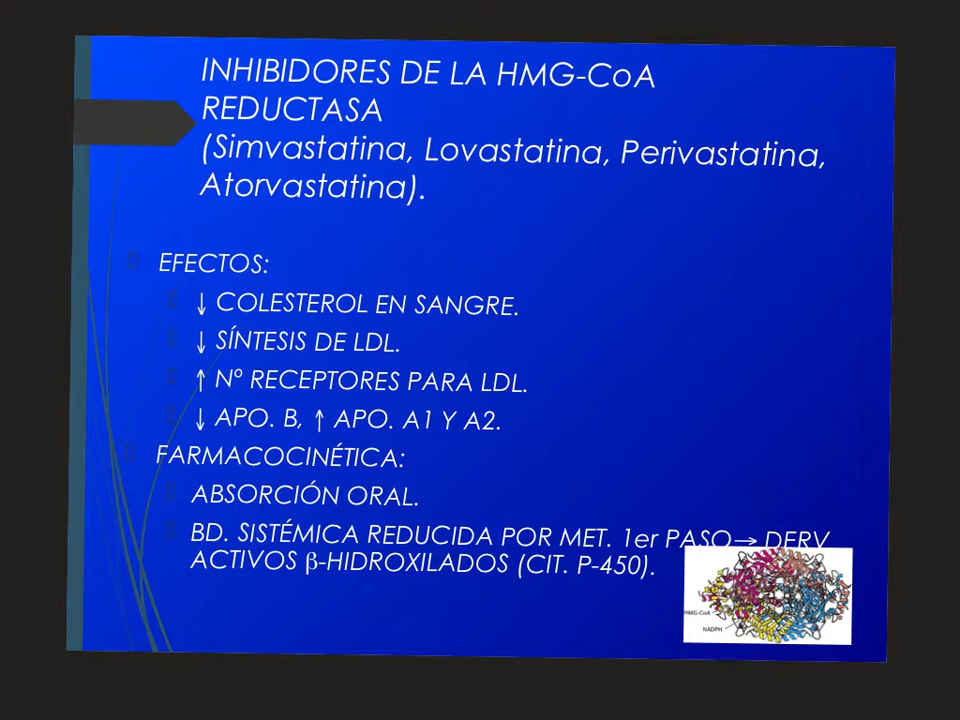 INHIBIDORES DE LA HMG-CoA
REDUCTASA
(Simvastatina, Lovastatina, Perivastatina,
Atorvastatina).
EFECTOS:
↓ COLESTEROL EN SANGRE.
↓ SÍNTESIS DE LDL.
↑ Nº RECEPTORES PARA LDL.
↓ APO. B, ↑ APO. A1 Y A2.
FARMACOCINÉTICA:
ABSORCIÓN ORAL.
BD. SISTÉMICA REDUCIDA POR MET. 1er PASO→ DERV
ACTIVOS β-HIDROXILADOS (CIT. P-450).
HMG-CoA
NADPH